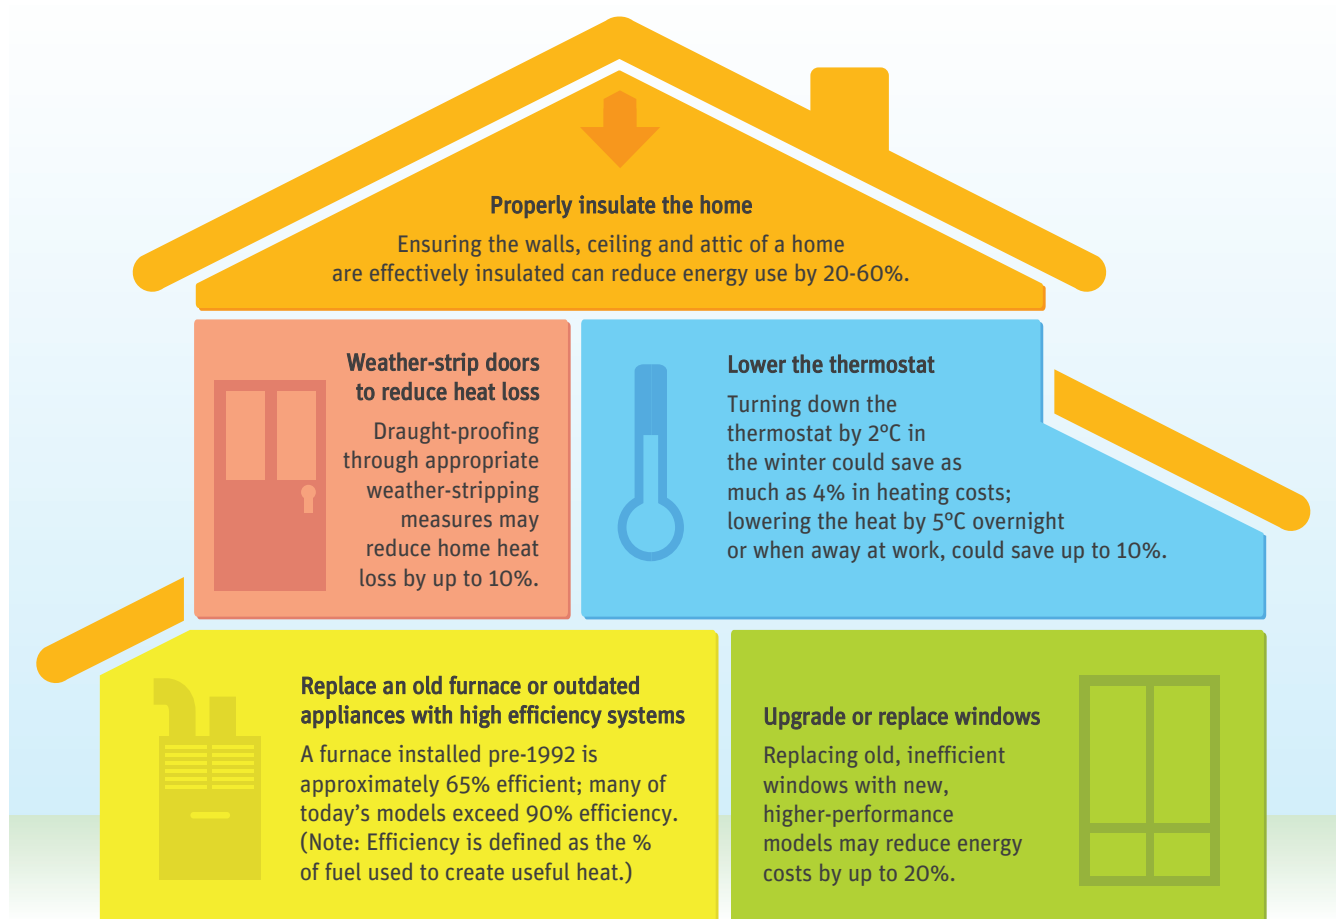 Properly insulate the home
Ensuring the walls, ceiling and attic of a home
are effectively insulated can reduce energy use by 20-60%.
Weather-strip doors
to reduce heat loss
Draught-proofing
through appropriate
weather-stripping
measures may
reduce home heat
loss by up to 10%.
Lower the thermostat
Turning down the
thermostat by 2ºC in
the winter could save as
much as 4% in heating costs;
lowering the heat by 5ºC overnight
or when away at work, could save up to 10%.
Replace an old furnace or outdated
appliances with high efficiency systems
A furnace installed pre-1992 is
approximately 65% efficient; many of
today’s models exceed 90% efficiency.
(Note: Efficiency is defined as the %
of fuel used to create useful heat.)
Upgrade or replace windows
Replacing old, inefficient
windows with new,
higher-performance
models may reduce energy
costs by up to 20%.